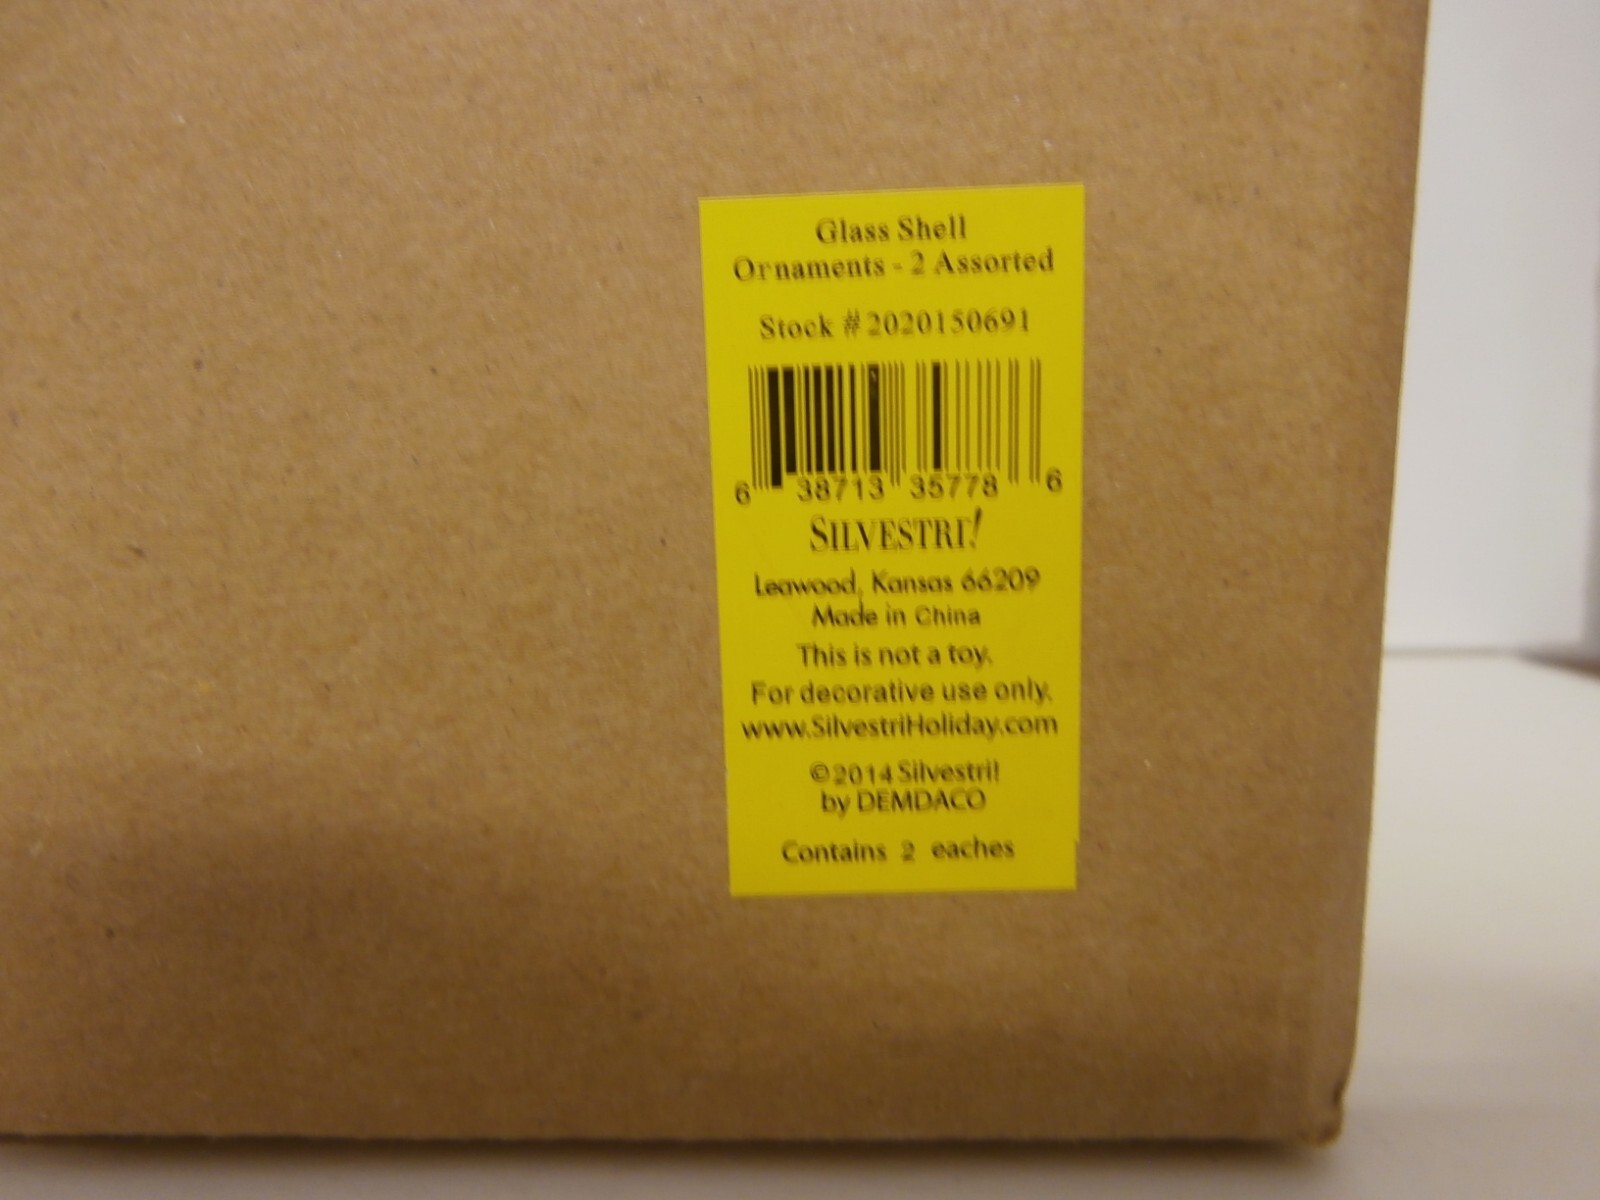 Glass Shell
Ornaments - 2 Assorted
Stock #2020150691
6 38713 35778 6
SILVESTRI!
Leawood, Kansas 66209
Made in China
This is not a toy.
For decorative use only.
www.SilvestriHoliday.com
©2014 Silvestri!
by DEMDACO
Contains 2 eaches